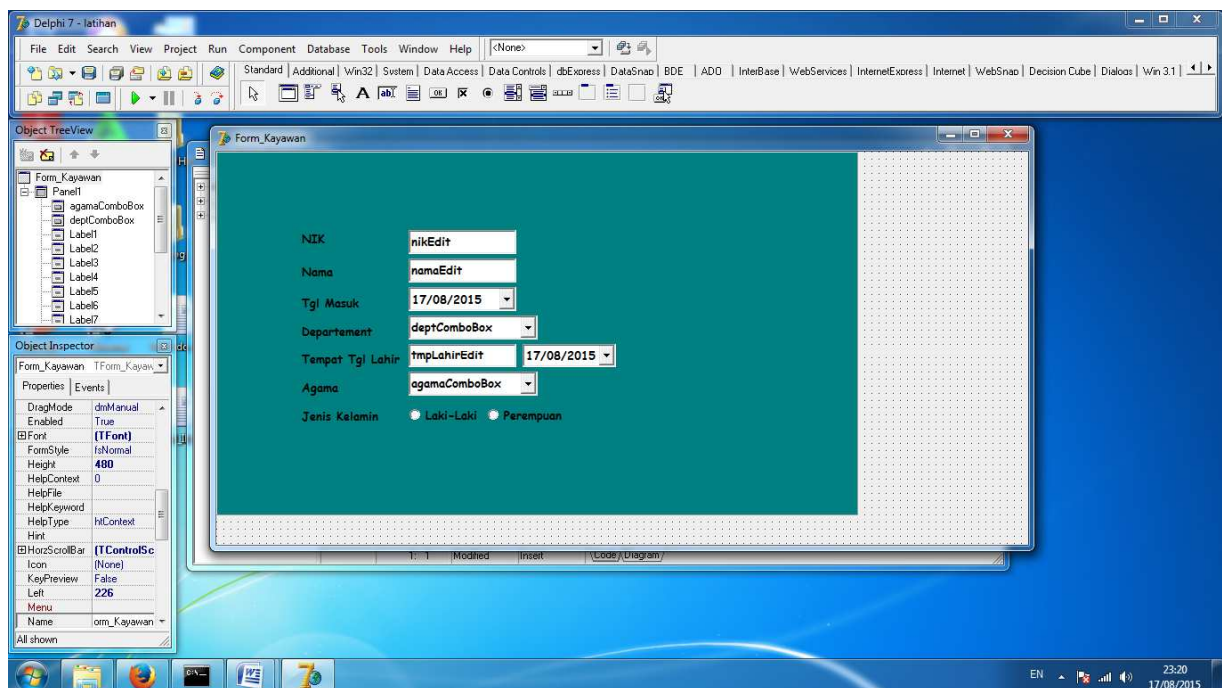 Delphi 7 - latihan
File Edit Search View Project Run Component Database Tools Window Help <None>
Standard Additional Win32 System Data Access Data Controls dbExpress DataSnap BDE ADO InterBase WebServices InternetExpress Internet WebSnap Decision Cube Dialogs Win 3.1
Object TreeView
Form_Kayawan
Panel1
agamaComboBox
deptComboBox
Label1
Label2
Label3
Label4
Label5
Label6
Label7
Object Inspector
Form_Kayawan TForm_Kayaw
Properties Events
DragMode dmManual
Enabled True
Font (TFont)
FormStyle fsNormal
Height 480
HelpContext 0
HelpFile
HelpKeyword
HelpType htContext
Hint
HorzScrollBar (TControlSc
Icon (None)
KeyPreview False
Left 226
Menu
Name orm_Kayawan
All shown
Form_Kayawan
NIK nikEdit
Nama namaEdit
Tgl Masuk 17/08/2015
Departement deptComboBox
Tempat Tgl Lahir tmpLahirEdit 17/08/2015
Agama agamaComboBox
Jenis Kelamin Laki-Laki Perempuan
1: 1 Modified Insert Code Diagram
EN 23:20
17/08/2015